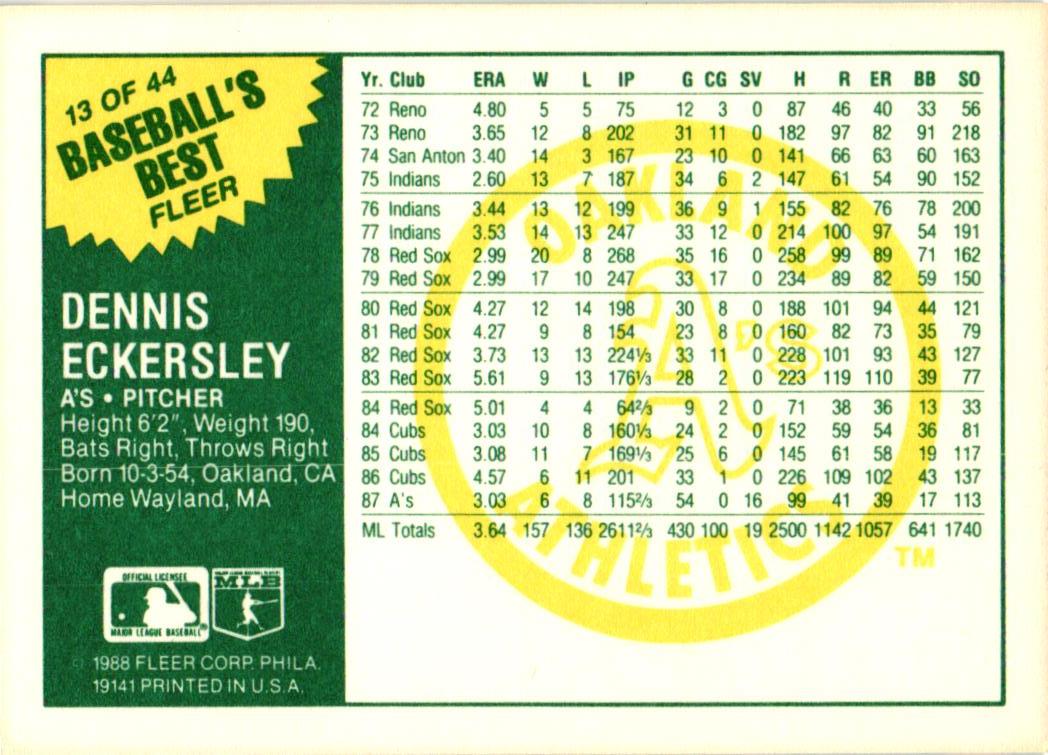 13 OF 44
BASEBALL'S
BEST
FLEER
DENNIS
ECKERSLEY
A'S • PITCHER
Height 6'2", Weight 190,
Bats Right, Throws Right
Born 10-3-54, Oakland, CA
Home Wayland, MA
OFFICIAL LICENSEE
MAJOR LEAGUE BASEBALL®
MAJOR LEAGUE BASEBALL PLAYERS
MLB
© 1988 FLEER CORP. PHILA.
19141 PRINTED IN U.S.A.
Yr. Club ERA W L IP G CG SV H R ER BB SO
72 Reno 4.80 5 5 75 12 3 0 87 46 40 33 56
73 Reno 3.65 12 8 202 31 11 0 182 97 82 91 218
74 San Anton 3.40 14 3 167 23 10 0 141 66 63 60 163
75 Indians 2.60 13 7 187 34 6 2 147 61 54 90 152
76 Indians 3.44 13 12 199 36 9 1 155 82 76 78 200
77 Indians 3.53 14 13 247 33 12 0 214 100 97 54 191
78 Red Sox 2.99 20 8 268 35 16 0 258 99 89 71 162
79 Red Sox 2.99 17 10 247 33 17 0 234 89 82 59 150
80 Red Sox 4.27 12 14 198 30 8 0 188 101 94 44 121
81 Red Sox 4.27 9 8 154 23 8 0 160 82 73 35 79
82 Red Sox 3.73 13 13 224⅓ 33 11 0 228 101 93 43 127
83 Red Sox 5.61 9 13 176⅓ 28 2 0 223 119 110 39 77
84 Red Sox 5.01 4 4 64⅔ 9 2 0 71 38 36 13 33
84 Cubs 3.03 10 8 160⅓ 24 2 0 152 59 54 36 81
85 Cubs 3.08 11 7 169⅓ 25 6 0 145 61 58 19 117
86 Cubs 4.57 6 11 201 33 1 0 226 109 102 43 137
87 A's 3.03 6 8 115⅔ 54 0 16 99 41 39 17 113
ML Totals 3.64 157 136 2611⅔ 430 100 19 2500 1142 1057 641 1740
OAKLAND
A's
ATHLETICS
TM